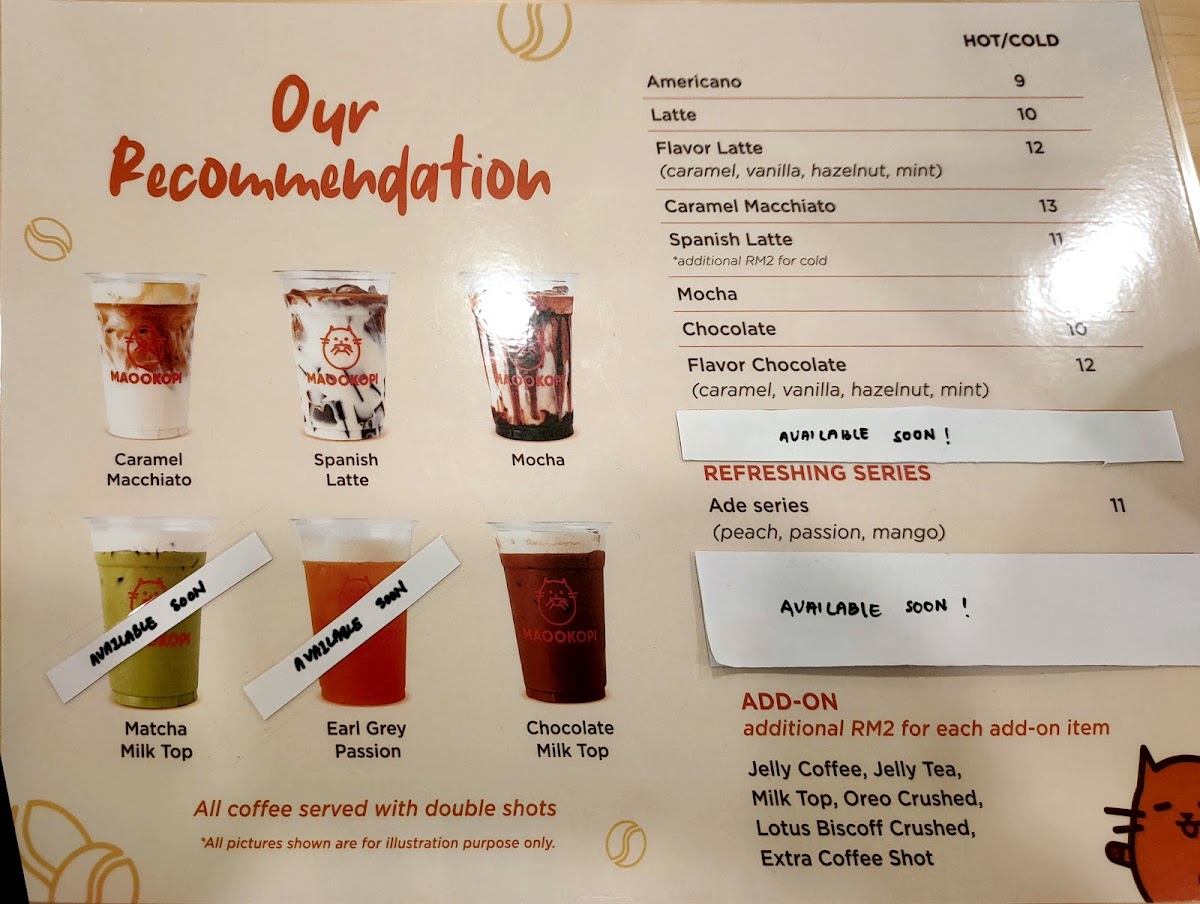 Our
Recommendation
MAOOKOPI
MAOOKOPI
MAOOKOPI
Caramel
Macchiato
Spanish
Latte
Mocha
AVAILABLE SOON
OKOPI
AVAILABLE SOON
MAOOKOPI
Matcha
Milk Top
Earl Grey
Passion
Chocolate
Milk Top
All coffee served with double shots
*All pictures shown are for illustration purpose only.
HOT/COLD
Americano 9
Latte 10
Flavor Latte 12
(caramel, vanilla, hazelnut, mint)
Caramel Macchiato 13
Spanish Latte 11
*additional RM2 for cold
Mocha
Chocolate 10
Flavor Chocolate 12
(caramel, vanilla, hazelnut, mint)
AVAILABLE SOON!
REFRESHING SERIES
Ade series 11
(peach, passion, mango)
AVAILABLE SOON!
ADD-ON
additional RM2 for each add-on item
Jelly Coffee, Jelly Tea,
Milk Top, Oreo Crushed,
Lotus Biscoff Crushed,
Extra Coffee Shot